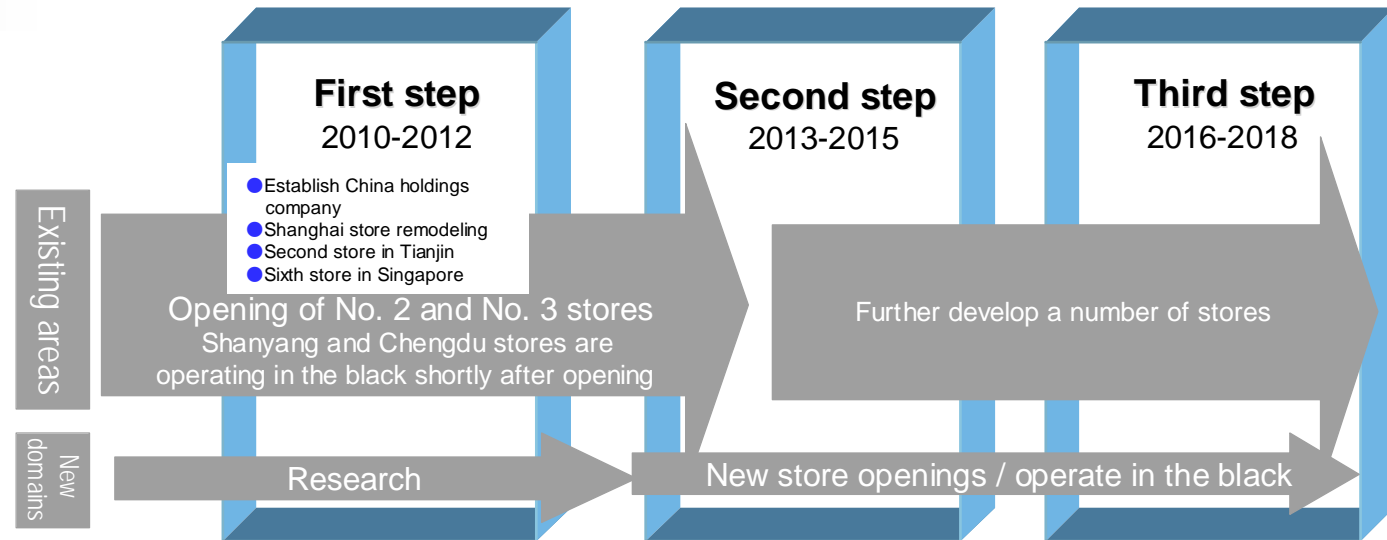 First step
2010-2012
Second step
2013-2015
Third step
2016-2018
●Establish China holdings
company
●Shanghai store remodeling
●Second store in Tianjin
●Sixth store in Singapore
Existing areas
Opening of No. 2 and No. 3 stores
Shanyang and Chengdu stores are
operating in the black shortly after opening
Further develop a number of stores
New
domains
Research
New store openings / operate in the black